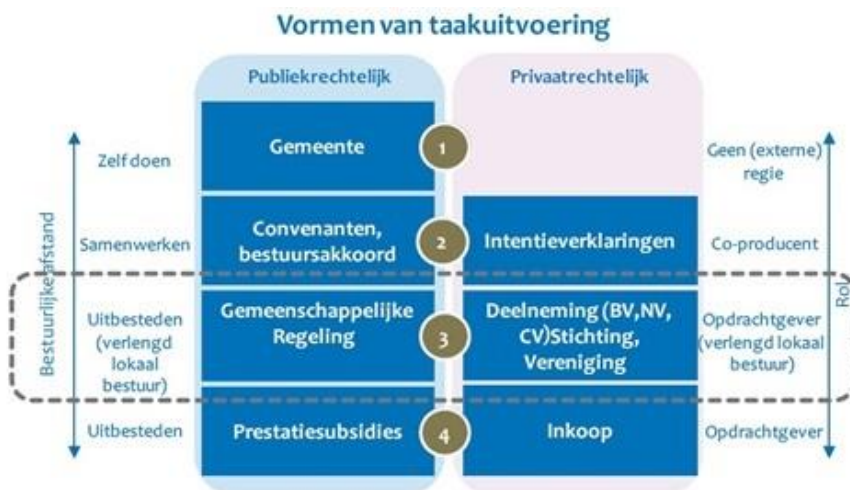 Vormen van taakuitvoering
Publiekrechtelijk
Privaatrechtelijk
Bestuurlijke afstand
Rol
Zelf doen
Gemeente
1
Geen (externe)
regie
Samenwerken
Convenanten,
bestuursakkoord
2
Intentieverklaringen
Co-producent
Uitbesteden
(verlengd
lokaal
bestuur)
Gemeenschappelijke
Regeling
3
Deelneming (BV,NV,
CV)Stichting,
Vereniging
Opdrachtgever
(verlengd lokaal
bestuur)
Uitbesteden
Prestatiesubsidies
4
Inkoop
Opdrachtgever